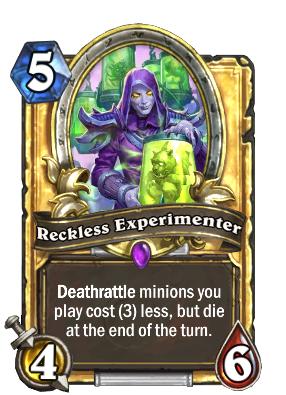 5
Reckless Experimenter
Deathrattle minions you
play cost (3) less, but die
at the end of the turn.
4
6